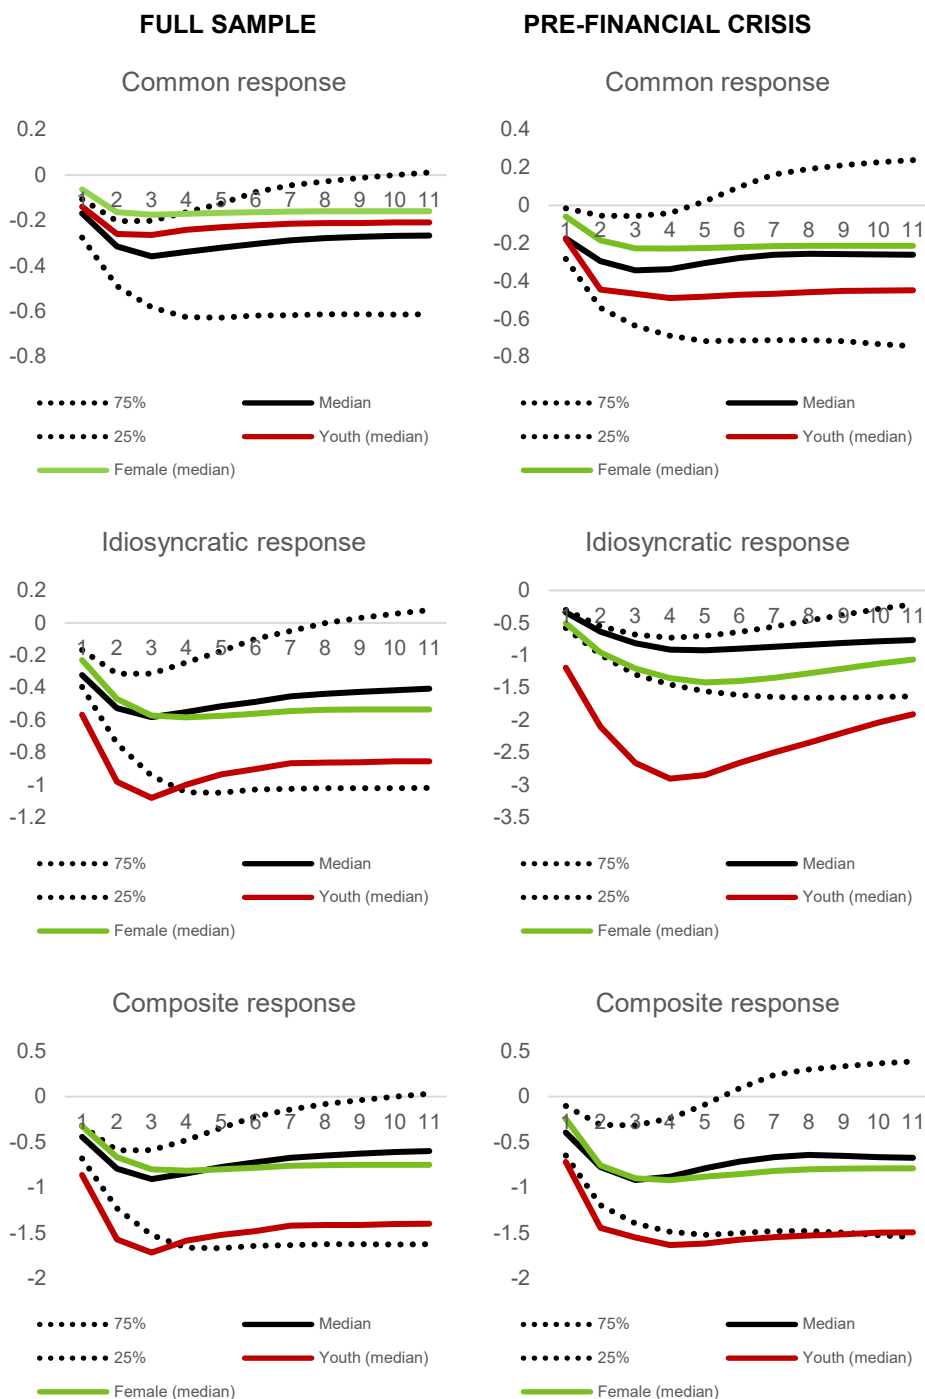 FULL SAMPLE
PRE-FINANCIAL CRISIS
Common response
0.2
0
-0.2
-0.4
-0.6
-0.8
1 2 3 4 5 6 7 8 9 10 11
75% Median
25% Youth (median)
Female (median)
Common response
0.4
0.2
0
-0.2
-0.4
-0.6
-0.8
1 2 3 4 5 6 7 8 9 10 11
75% Median
25% Youth (median)
Female (median)
Idiosyncratic response
0.2
0
-0.2
-0.4
-0.6
-0.8
-1
-1.2
1 2 3 4 5 6 7 8 9 10 11
75% Median
25% Youth (median)
Female (median)
Idiosyncratic response
0
-0.5
-1
-1.5
-2
-2.5
-3
-3.5
1 2 3 4 5 6 7 8 9 10 11
75% Median
25% Youth (median)
Female (median)
Composite response
0.5
0
-0.5
-1
-1.5
-2
1 2 3 4 5 6 7 8 9 10 11
75% Median
25% Youth (median)
Female (median)
Composite response
0.5
0
-0.5
-1
-1.5
-2
1 2 3 4 5 6 7 8 9 10 11
75% Median
25% Youth (median)
Female (median)